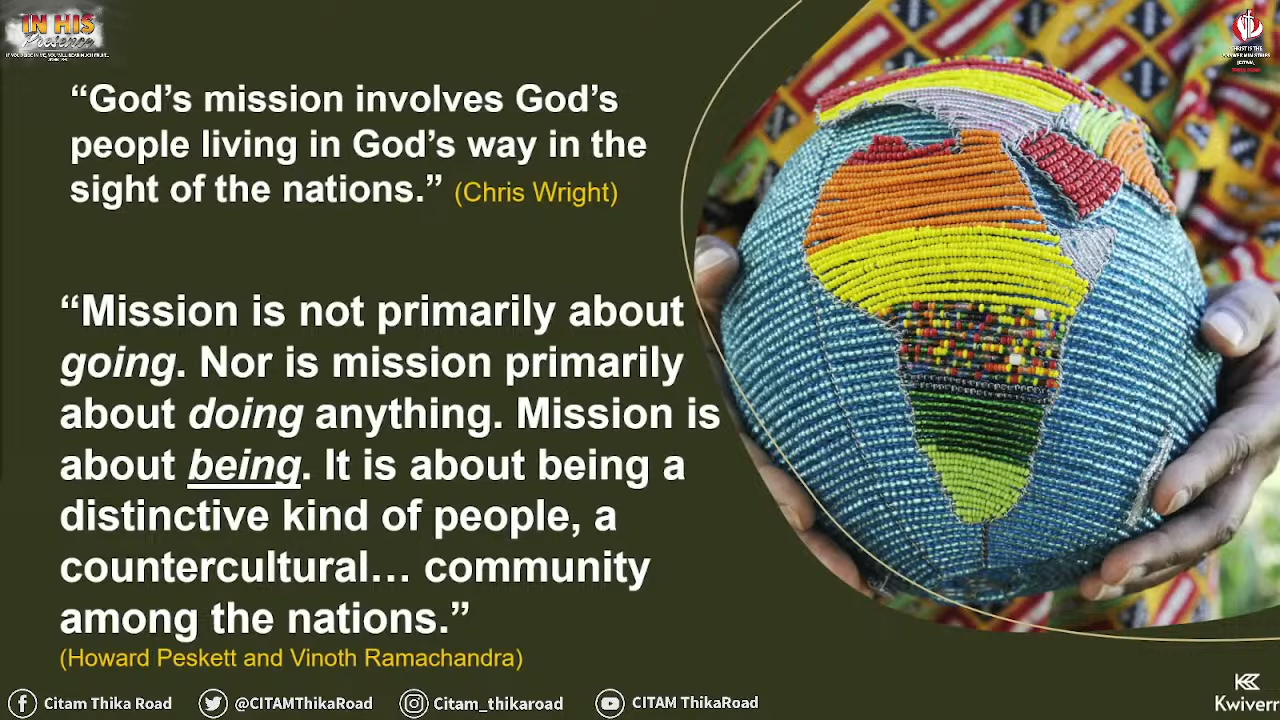 IN HIS
Presence
“God’s mission involves God’s
people living in God’s way in the
sight of the nations.” (Chris Wright)
“Mission is not primarily about
going. Nor is mission primarily
about doing anything. Mission is
about being. It is about being a
distinctive kind of people, a
countercultural… community
among the nations.”
(Howard Peskett and Vinoth Ramachandra)
Citam Thika Road
@CITAMThikaRoad
Citam_thikaroad
CITAM ThikaRoad
Kwiverr